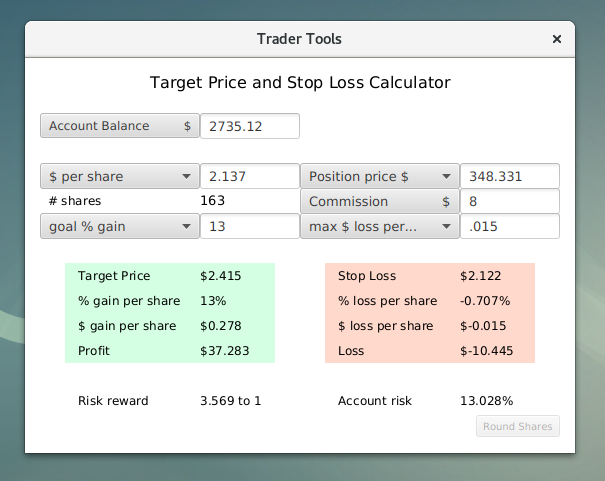 Trader Tools ×
Target Price and Stop Loss Calculator
Account Balance $ 2735.12
$ per share 2.137 Position price $ 348.331
# shares 163 Commission $ 8
goal % gain 13 max $ loss per... .015
Target Price $2.415 Stop Loss $2.122
% gain per share 13% % loss per share -0.707%
$ gain per share $0.278 $ loss per share $-0.015
Profit $37.283 Loss $-10.445
Risk reward 3.569 to 1 Account risk 13.028%
Round Shares